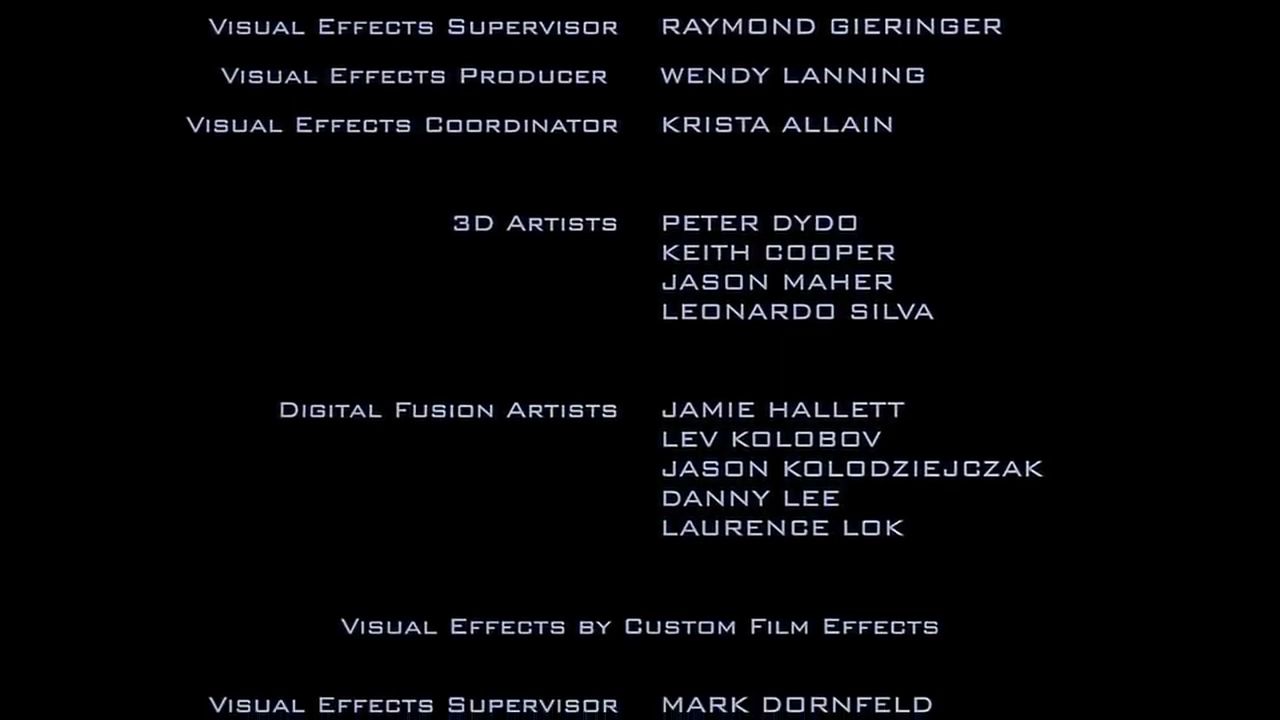 Visual Effects Supervisor RAYMOND GIERINGER
Visual Effects Producer WENDY LANNING
Visual Effects Coordinator KRISTA ALLAIN
3D Artists PETER DYDO
KEITH COOPER
JASON MAHER
LEONARDO SILVA
Digital Fusion Artists JAMIE HALLETT
LEV KOLOBOV
JASON KOLODZIEJCZAK
DANNY LEE
LAURENCE LOK
Visual Effects by Custom Film Effects
Visual Effects Supervisor MARK DORNFELD